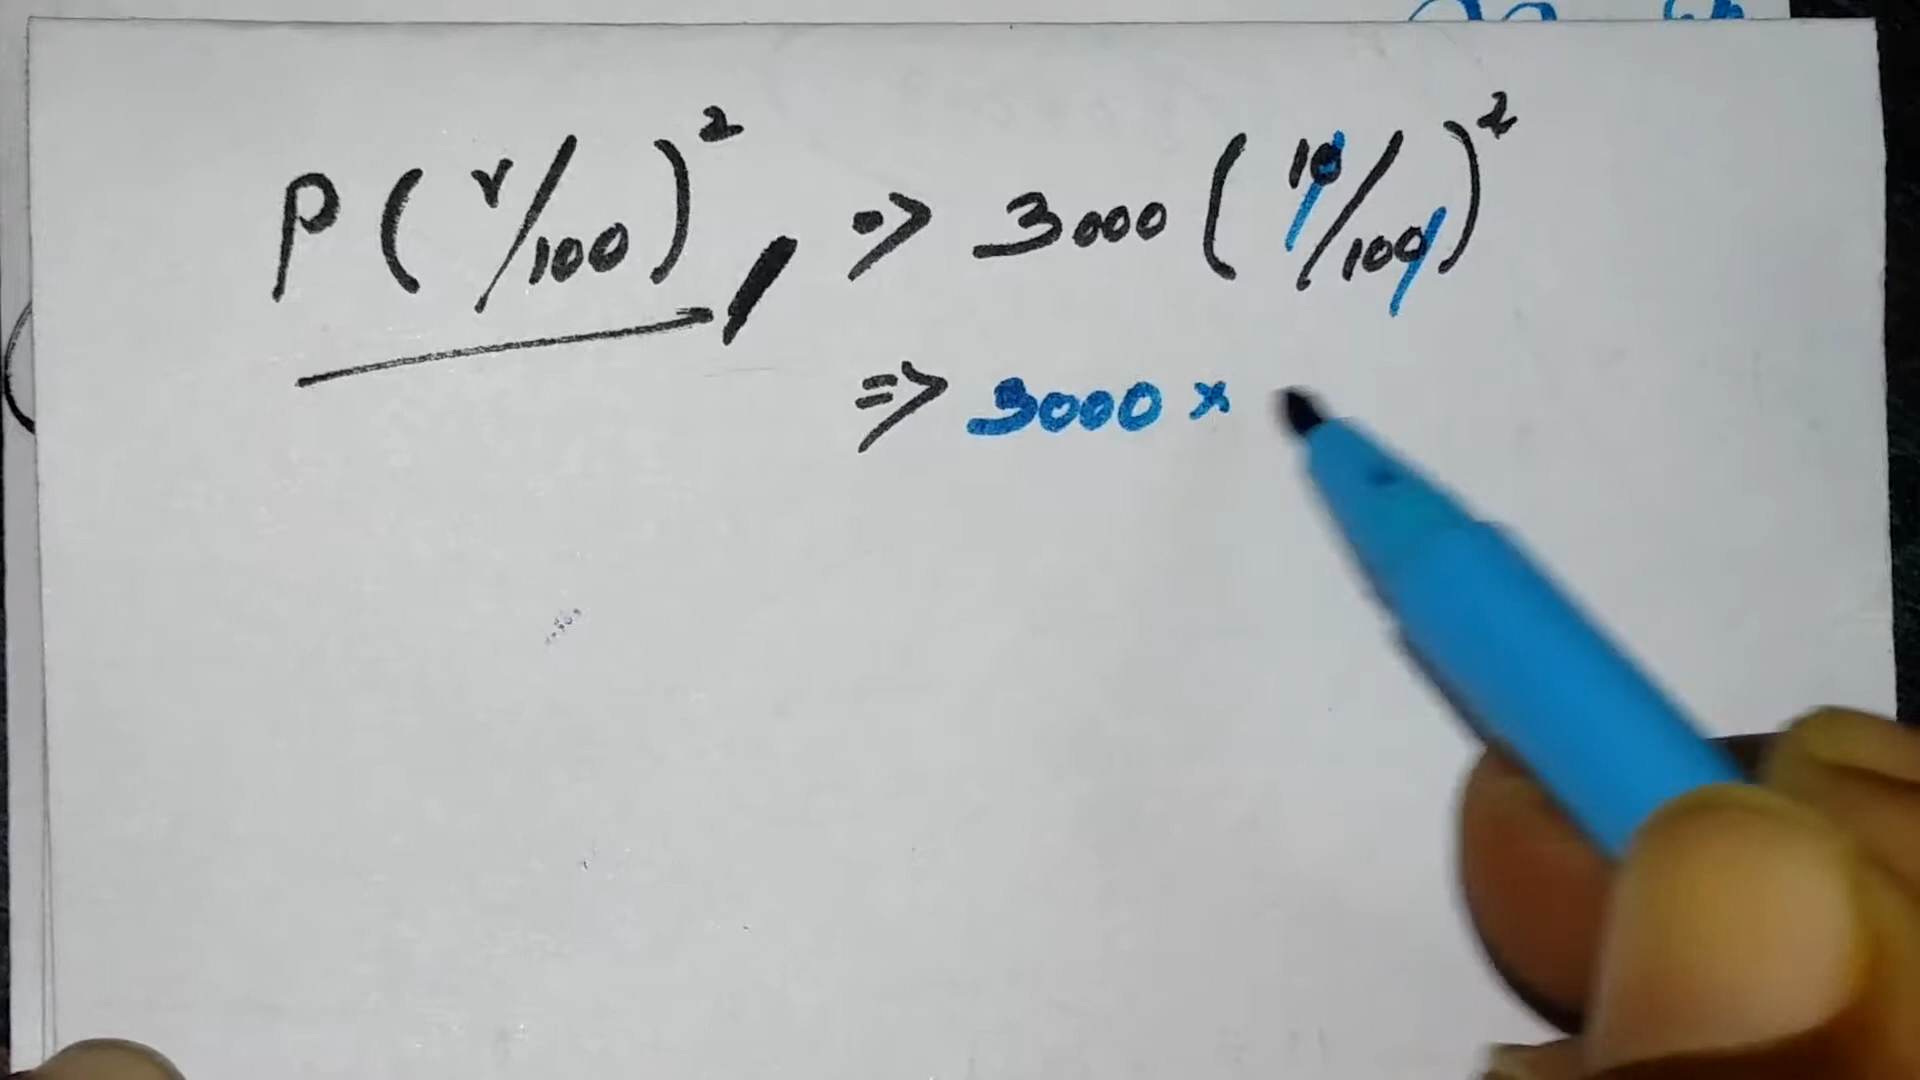 P(r/100)², => 3000(10/100)²
=> 3000 ×